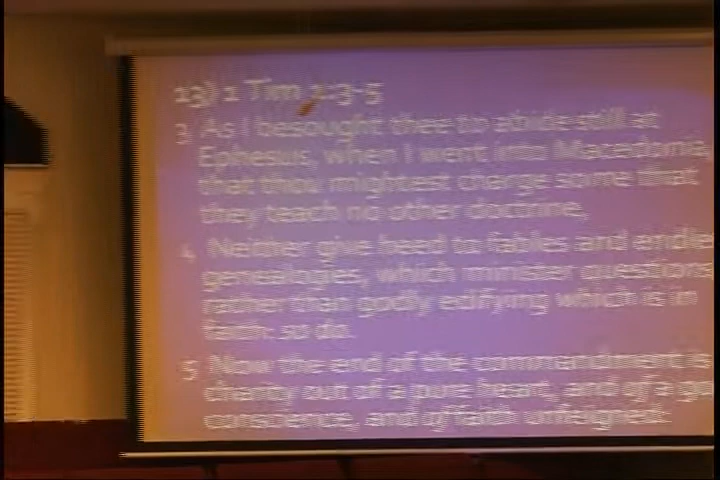 13) 1 Tim 1:3-5
3 As I besought thee to abide still at
Ephesus, when I went into Macedonia,
that thou mightest charge some that
they teach no other doctrine,
4 Neither give heed to fables and endle
genealogies, which minister questions
rather than godly edifying which is in
faith: so do.
5 Now the end of the commandment is
charity out of a pure heart, and of a go
conscience, and of faith unfeigned: